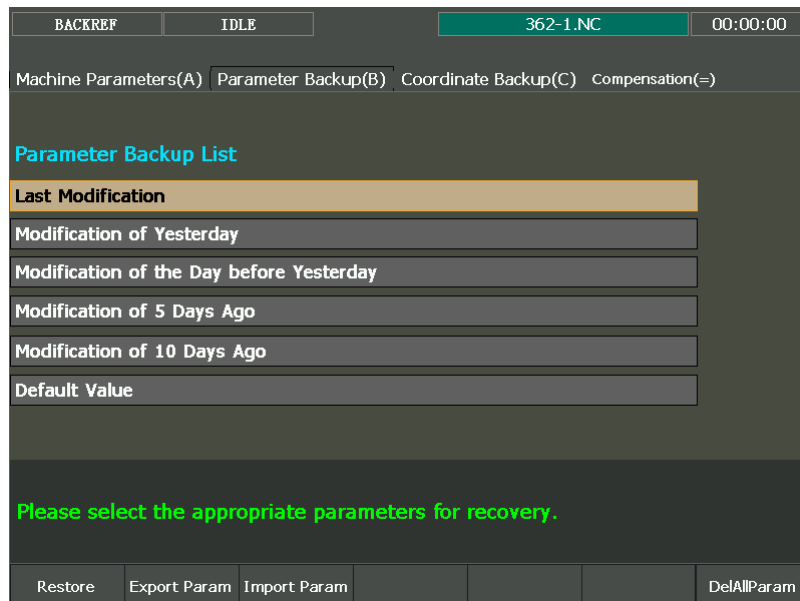 BACKREF IDLE 362-1.NC 00:00:00
Machine Parameters(A) Parameter Backup(B) Coordinate Backup(C) Compensation(=)
Parameter Backup List
Last Modification
Modification of Yesterday
Modification of the Day before Yesterday
Modification of 5 Days Ago
Modification of 10 Days Ago
Default Value
Please select the appropriate parameters for recovery.
Restore Export Param Import Param DelAllParam